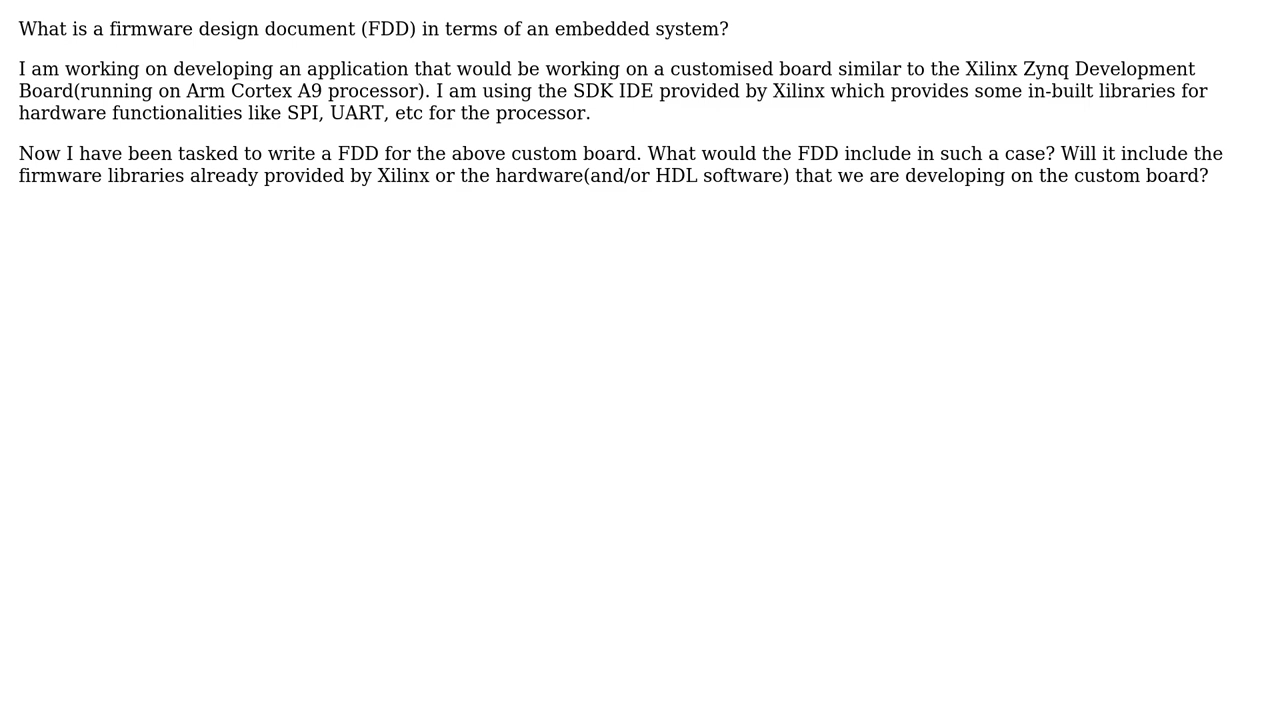 What is a firmware design document (FDD) in terms of an embedded system?
I am working on developing an application that would be working on a customised board similar to the Xilinx Zynq Development
Board(running on Arm Cortex A9 processor). I am using the SDK IDE provided by Xilinx which provides some in-built libraries for
hardware functionalities like SPI, UART, etc for the processor.
Now I have been tasked to write a FDD for the above custom board. What would the FDD include in such a case? Will it include the
firmware libraries already provided by Xilinx or the hardware(and/or HDL software) that we are developing on the custom board?